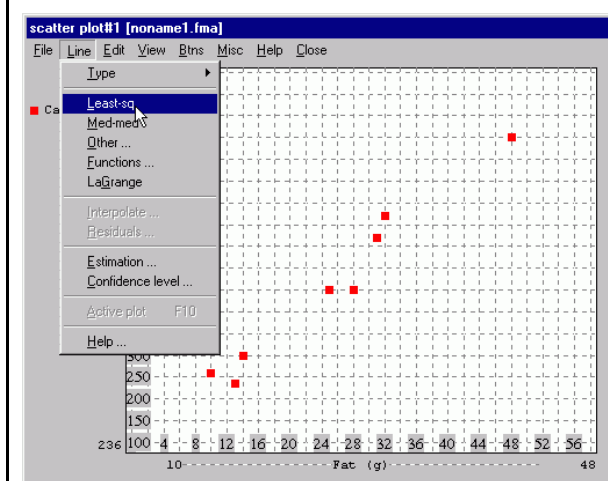 scatter plot#1 [noname1.fma]
File Line Edit View Btns Misc Help Close
Type
Least-sq
Ca
Med-med
Other ...
Functions ...
LaGrange
Interpolate ...
Residuals ...
Estimation ...
Confidence level ...
Active plot F10
Help ...
300
250
200
150
236 100 4 8 12 16 20 24 28 32 36 40 44 48 52 56
10 Fat (g) 48